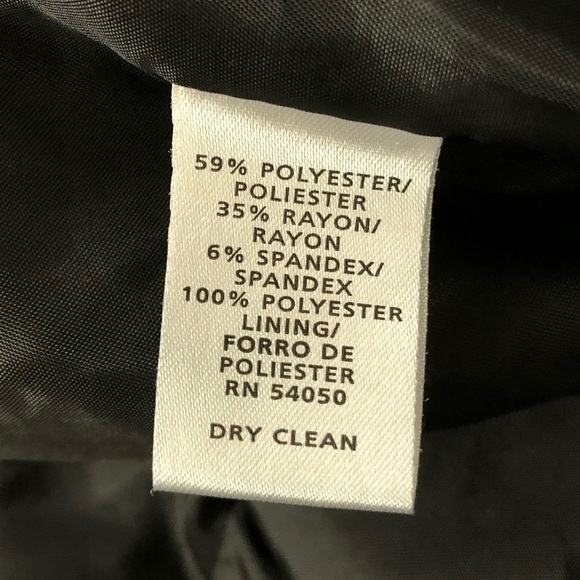 59% POLYESTER/
POLIESTER
35% RAYON/
RAYON
6% SPANDEX/
SPANDEX
100% POLYESTER
LINING/
FORRO DE
POLIESTER
RN 54050
DRY CLEAN